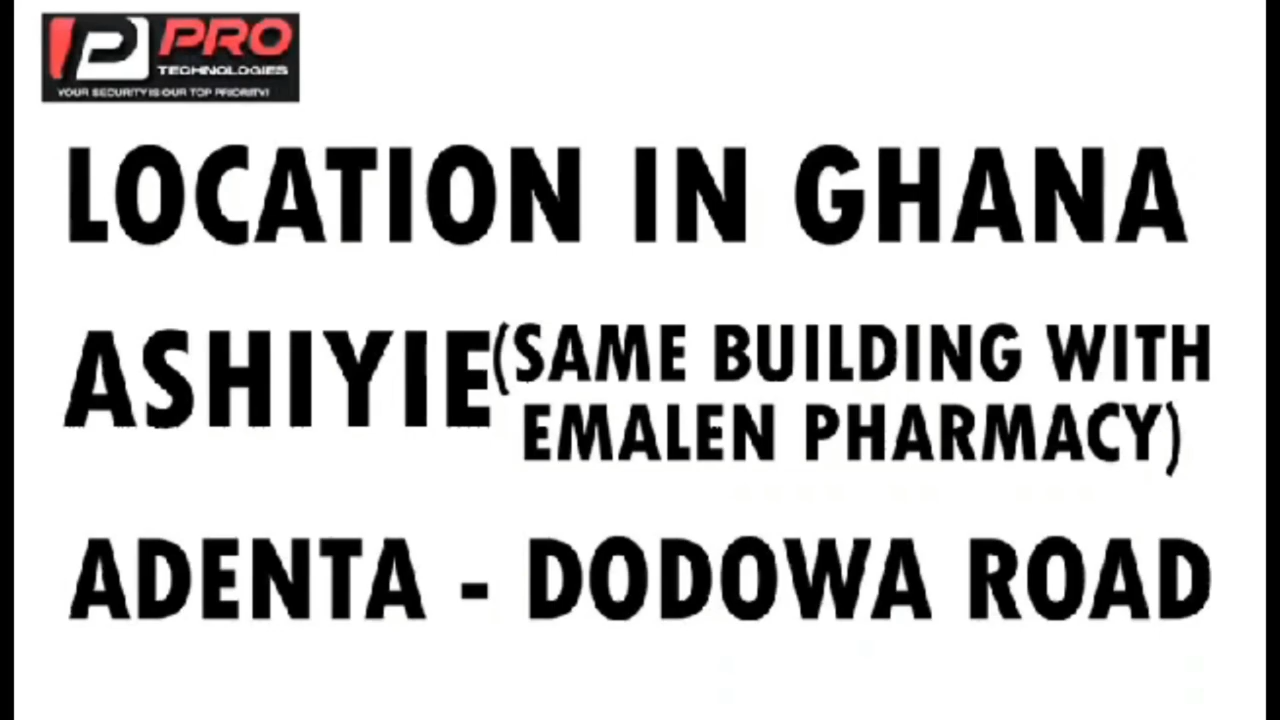 PRO
TECHNOLOGIES
YOUR SECURITY IS OUR TOP PRIORITY!
LOCATION IN GHANA
ASHIYIE (SAME BUILDING WITH
EMALEN PHARMACY)
ADENTA - DODOWA ROAD